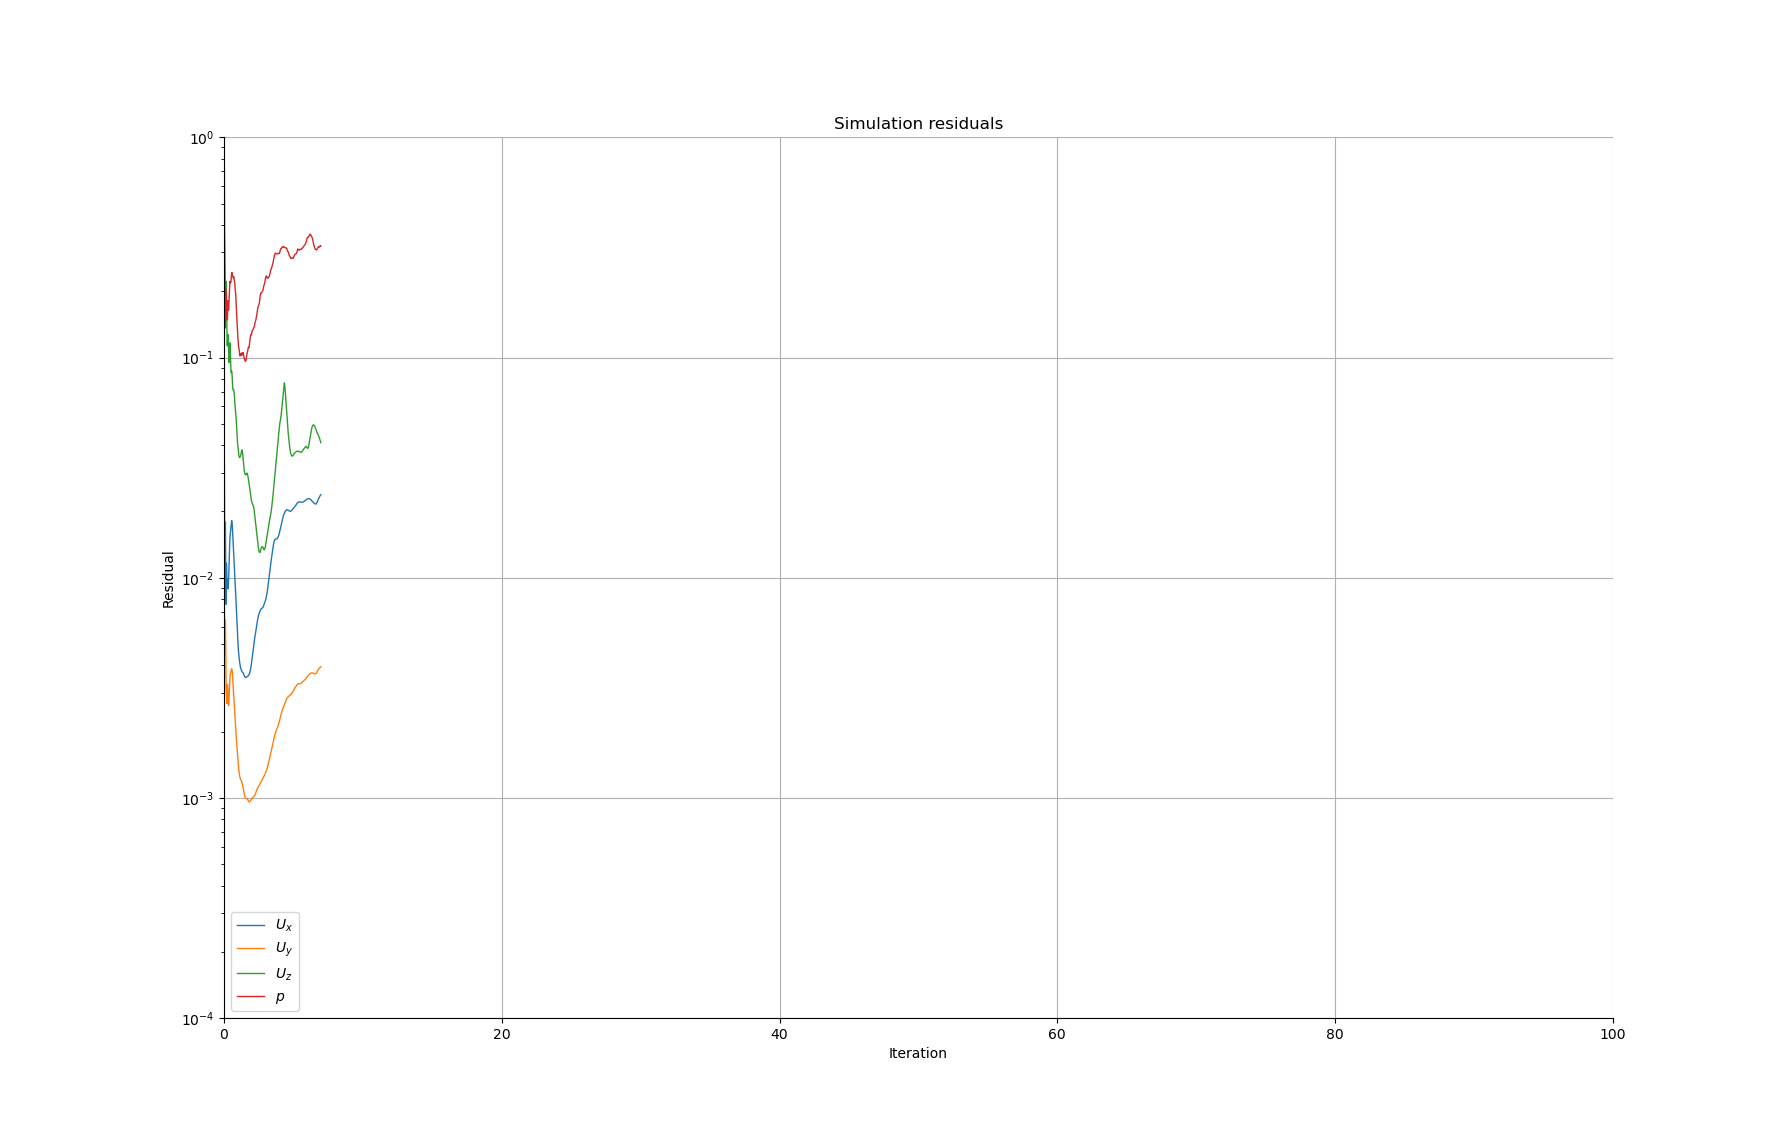 Simulation residuals
10^0
10^-1
10^-2
10^-3
10^-4
Residual
U_x
U_y
U_z
p
0 20 40 60 80 100
Iteration